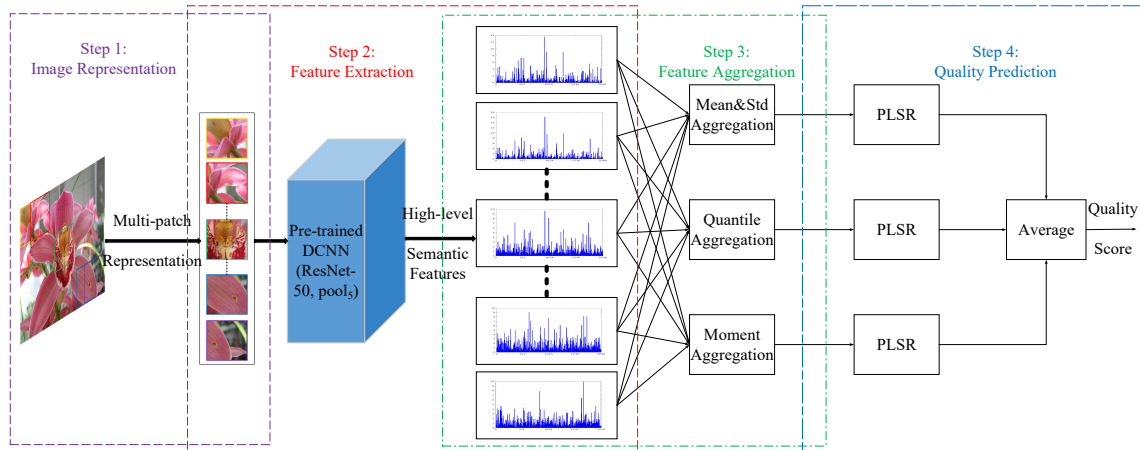 Step 1:
Image Representation
Step 2:
Feature Extraction
Step 3:
Feature Aggregation
Step 4:
Quality Prediction
Multi-patch
Representation
Pre-trained
DCNN
(ResNet-
50, pool₅)
High-level
Semantic
Features
Mean&Std
Aggregation
Quantile
Aggregation
Moment
Aggregation
PLSR
PLSR
PLSR
Average
Quality
Score